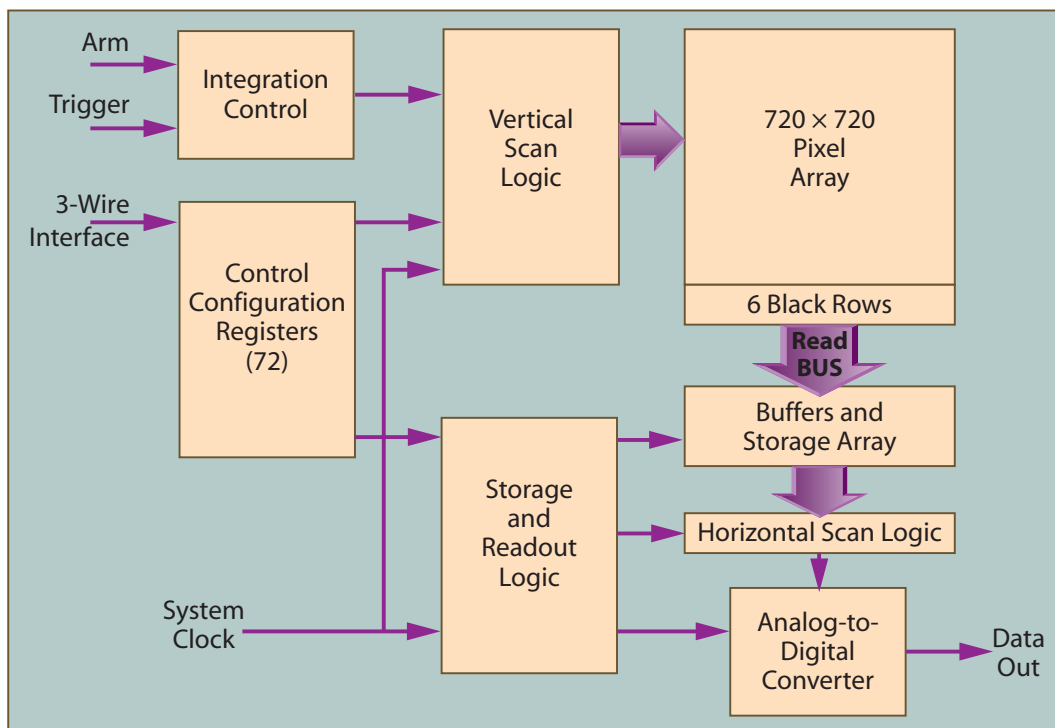 Arm
Trigger
3-Wire
Interface
Integration
Control
Control
Configuration
Registers
(72)
Vertical
Scan
Logic
720 × 720
Pixel
Array
6 Black Rows
Read
BUS
Buffers and
Storage Array
Storage
and
Readout
Logic
Horizontal Scan Logic
System
Clock
Analog-to-
Digital
Converter
Data
Out